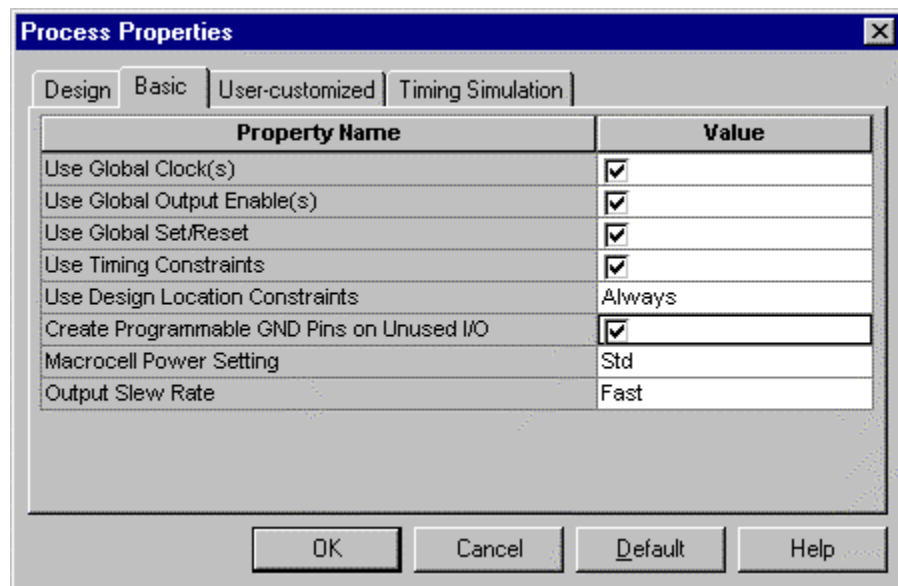 Process Properties
Design Basic User-customized Timing Simulation
Property Name Value
Use Global Clock(s)
Use Global Output Enable(s)
Use Global Set/Reset
Use Timing Constraints
Use Design Location Constraints Always
Create Programmable GND Pins on Unused I/O
Macrocell Power Setting Std
Output Slew Rate Fast
OK Cancel Default Help